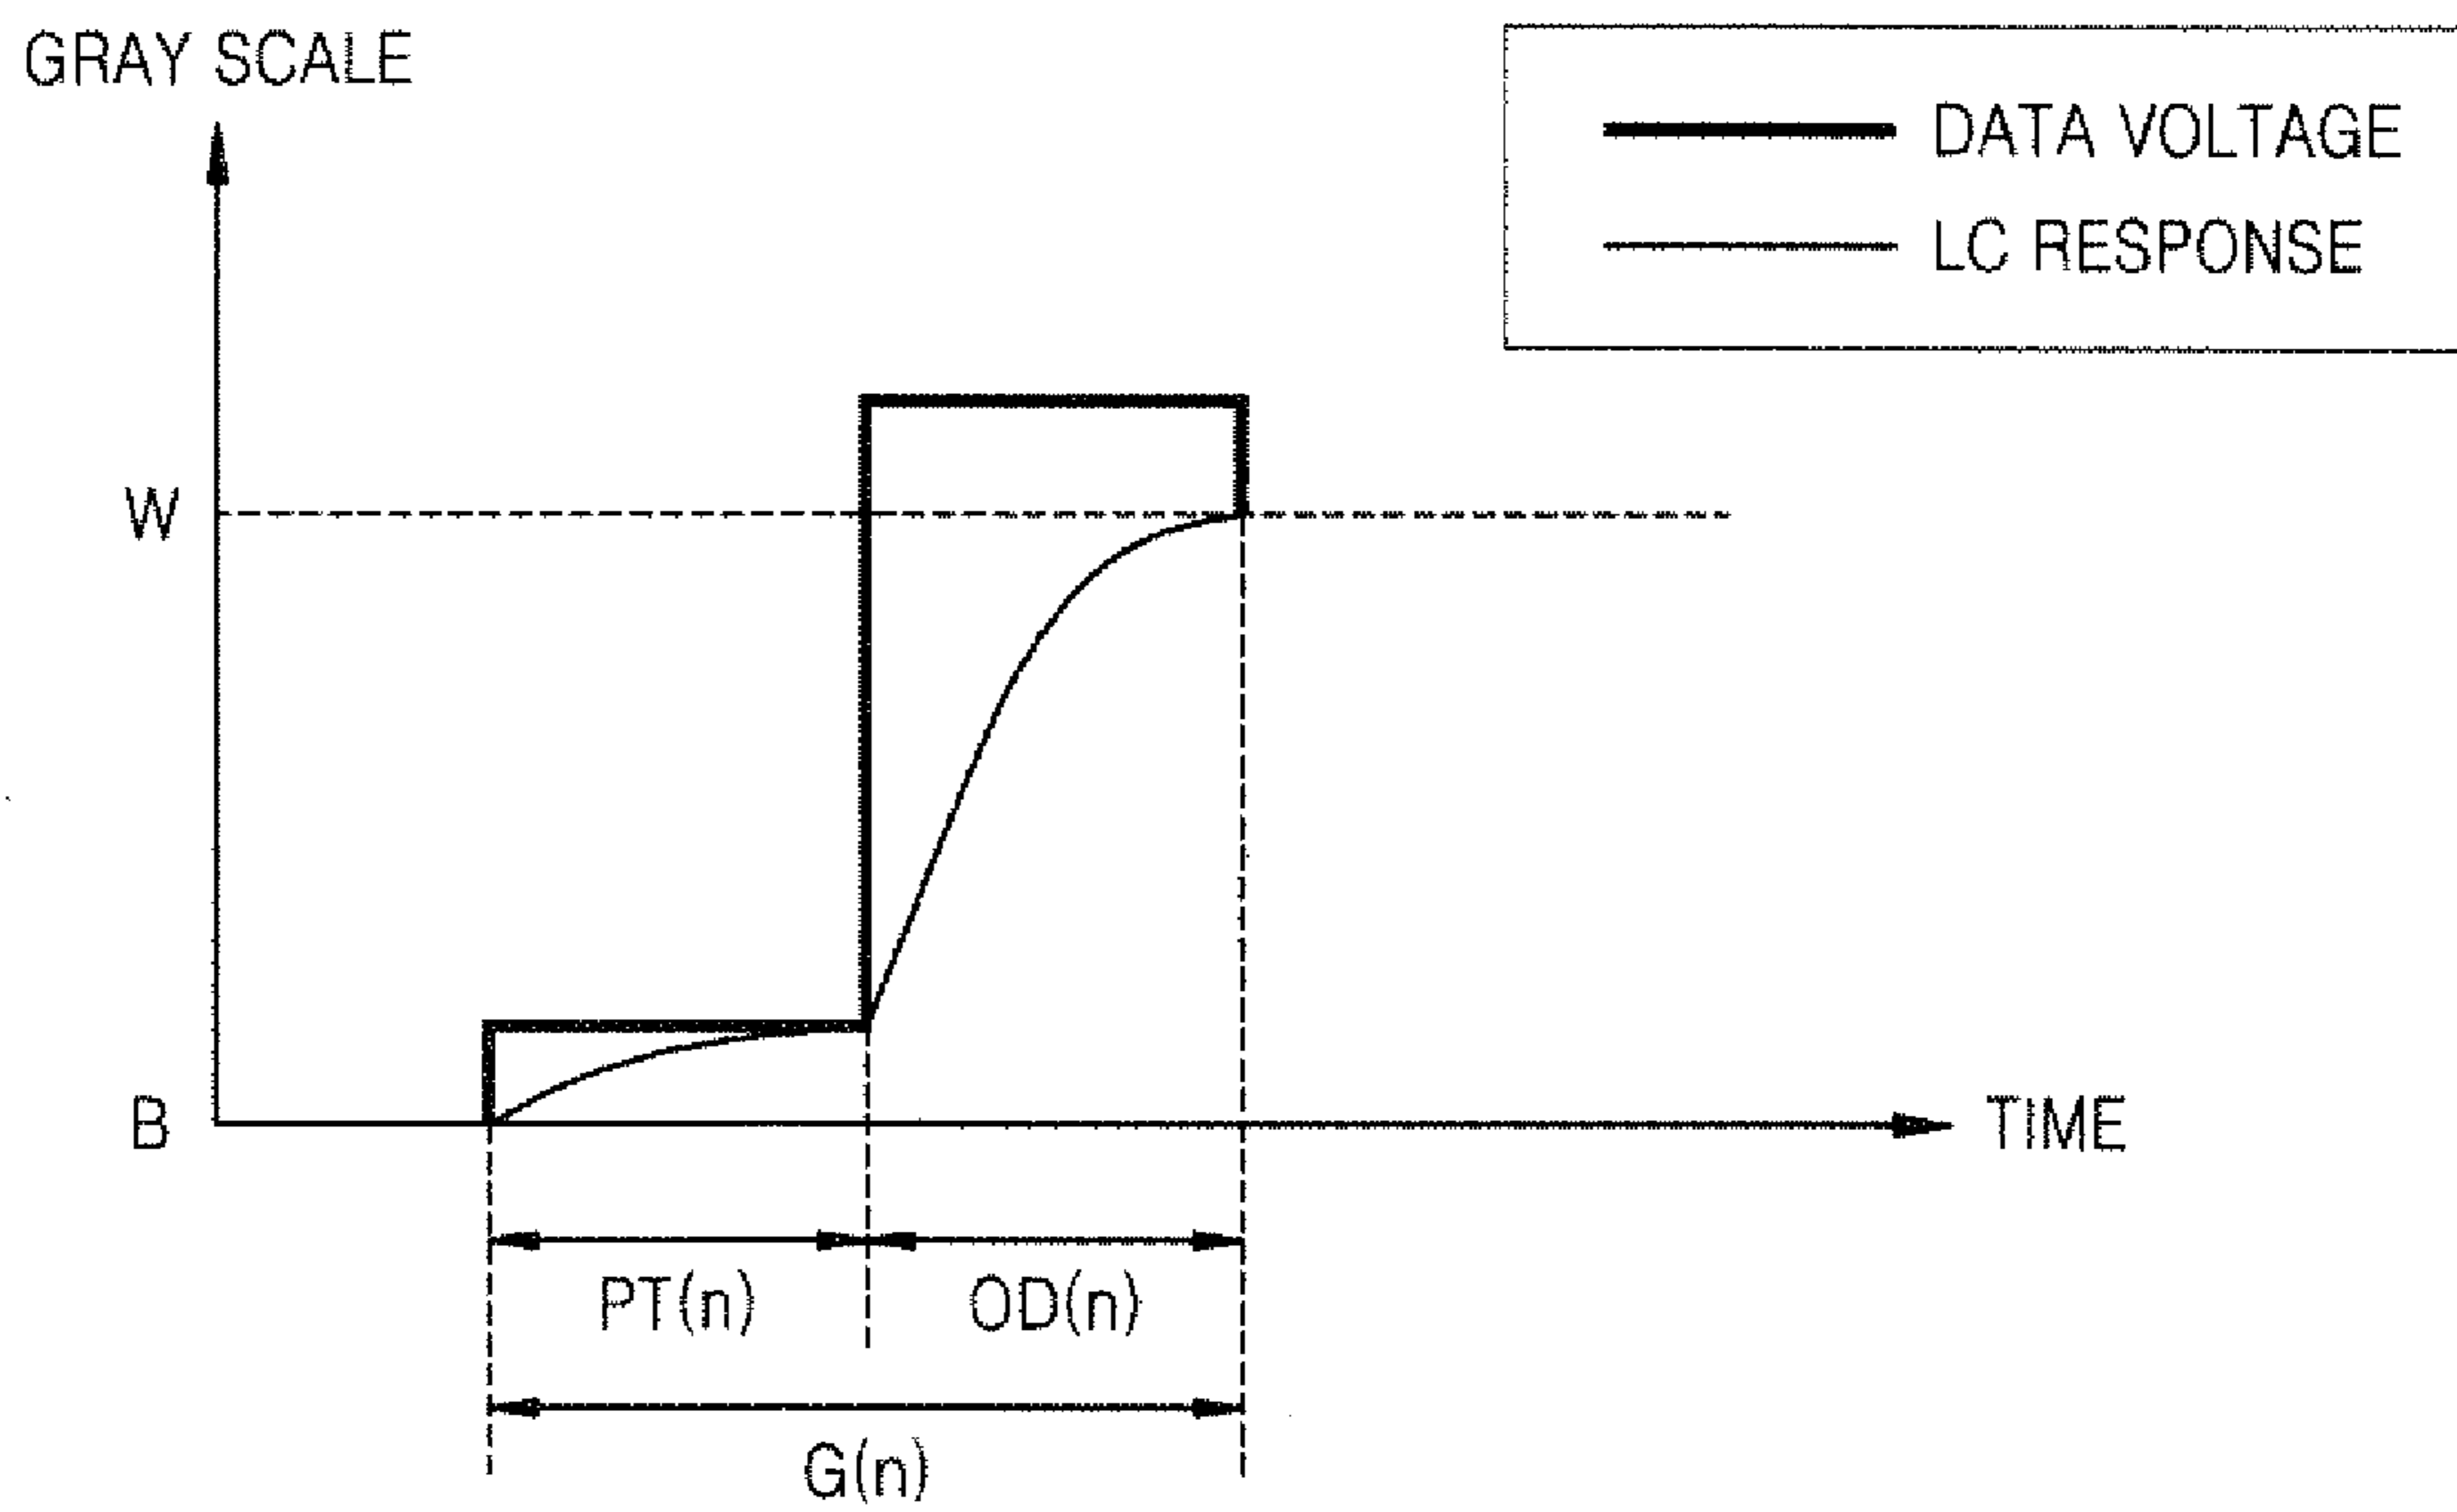 GRAY SCALE
DATA VOLTAGE
LC RESPONSE
W
B
TIME
PT(n)
OD(n)
G(n)